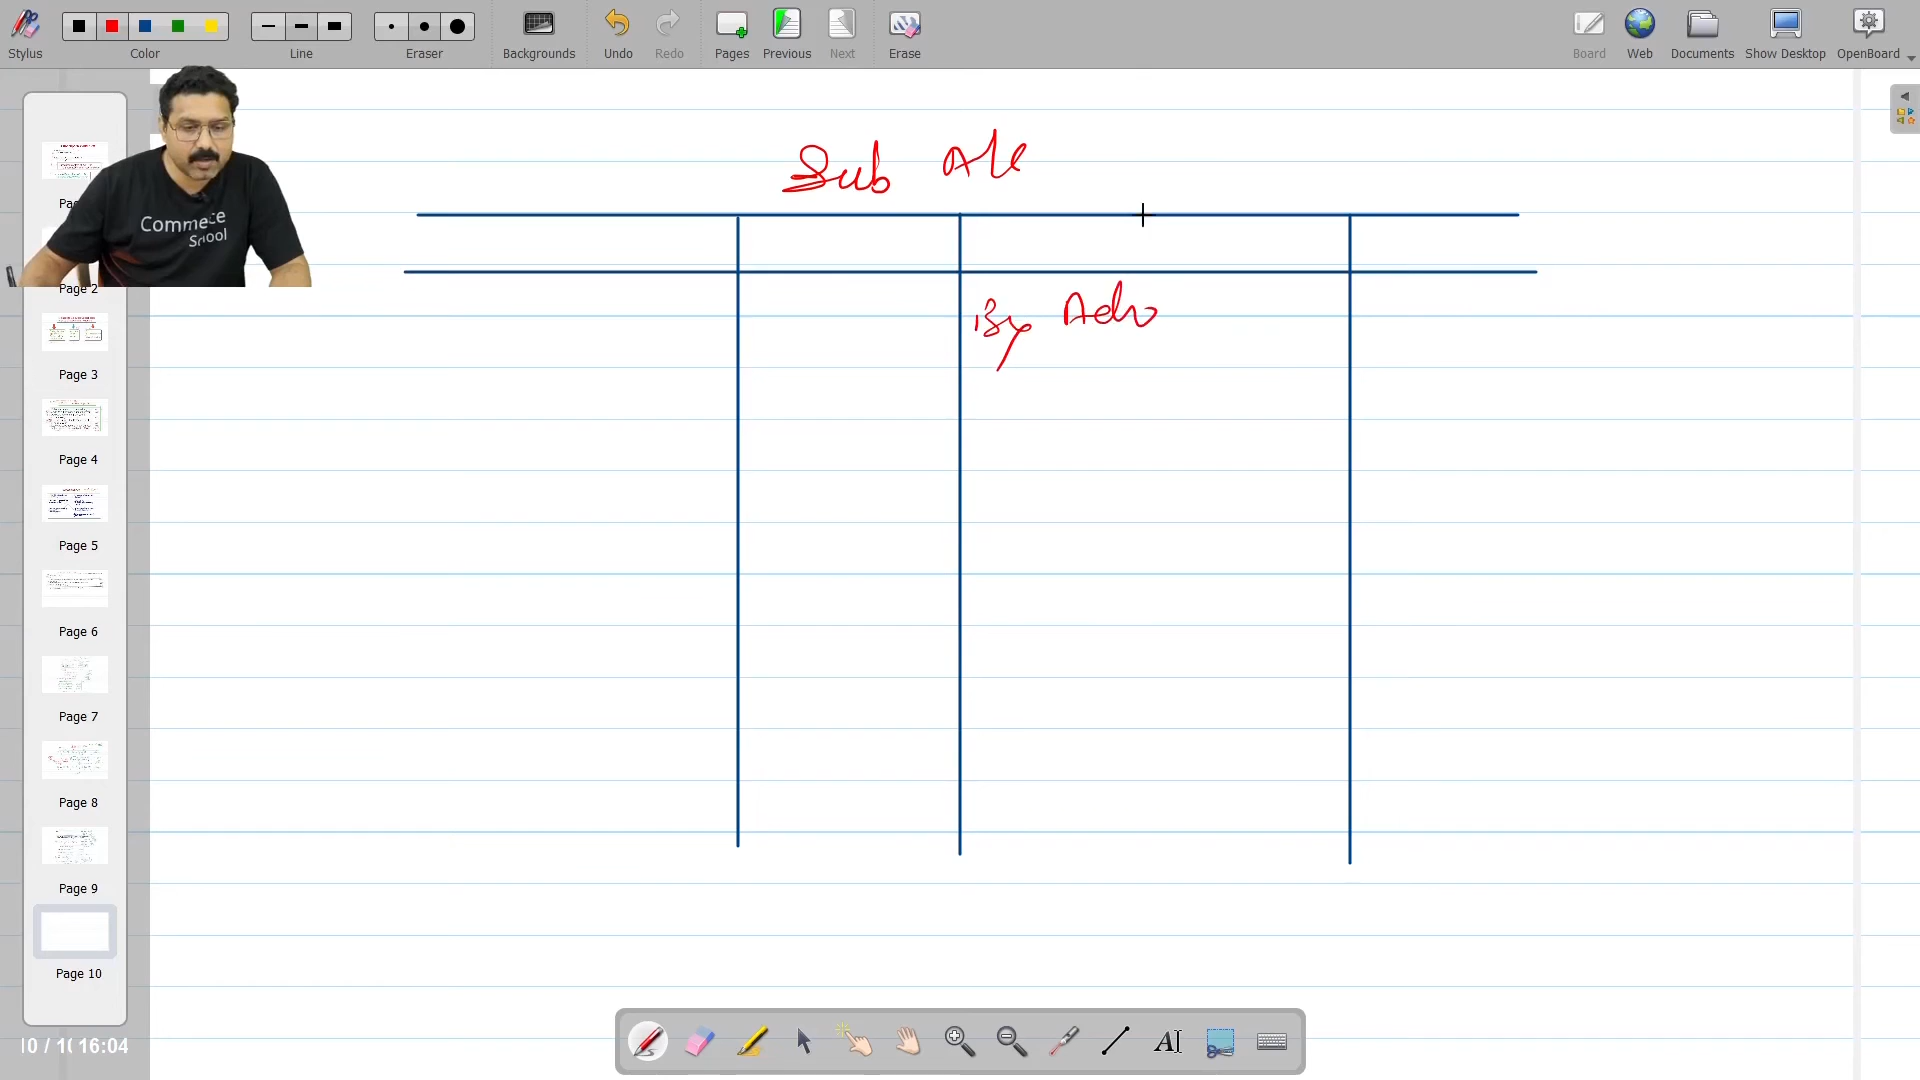 Stylus
Color
Line
Eraser
Backgrounds
Undo
Redo
Pages
Previous
Next
Erase
Board
Web
Documents
Show Desktop
OpenBoard
Commerce
School
Sub A/c
By Adv
Page 2
Page 3
Page 4
Page 5
Page 6
Page 7
Page 8
Page 9
Page 10
16:04